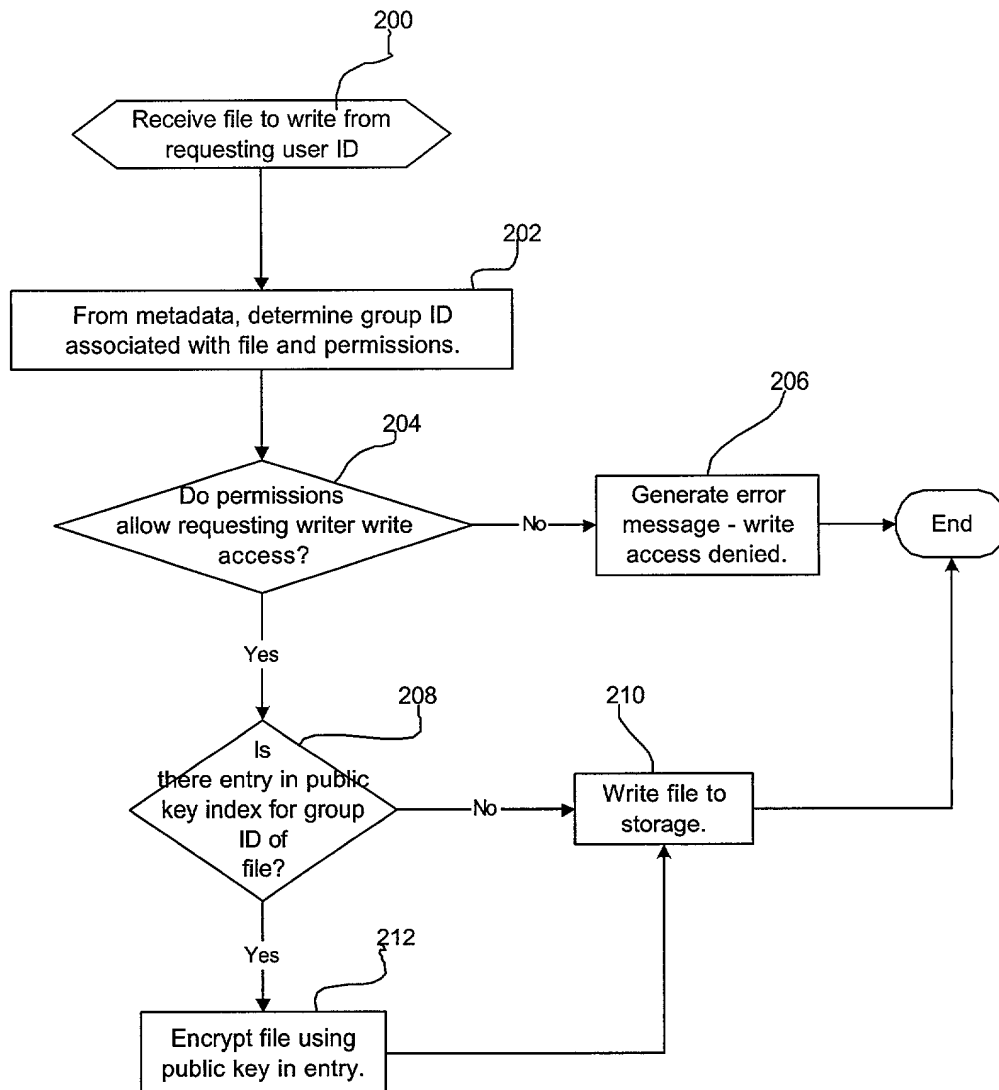 200
Receive file to write from
requesting user ID
202
From metadata, determine group ID
associated with file and permissions.
204
Do permissions
allow requesting writer write
access?
No
206
Generate error
message - write
access denied.
End
Yes
208
Is
there entry in public
key index for group
ID of
file?
No
210
Write file to
storage.
Yes
212
Encrypt file using
public key in entry.